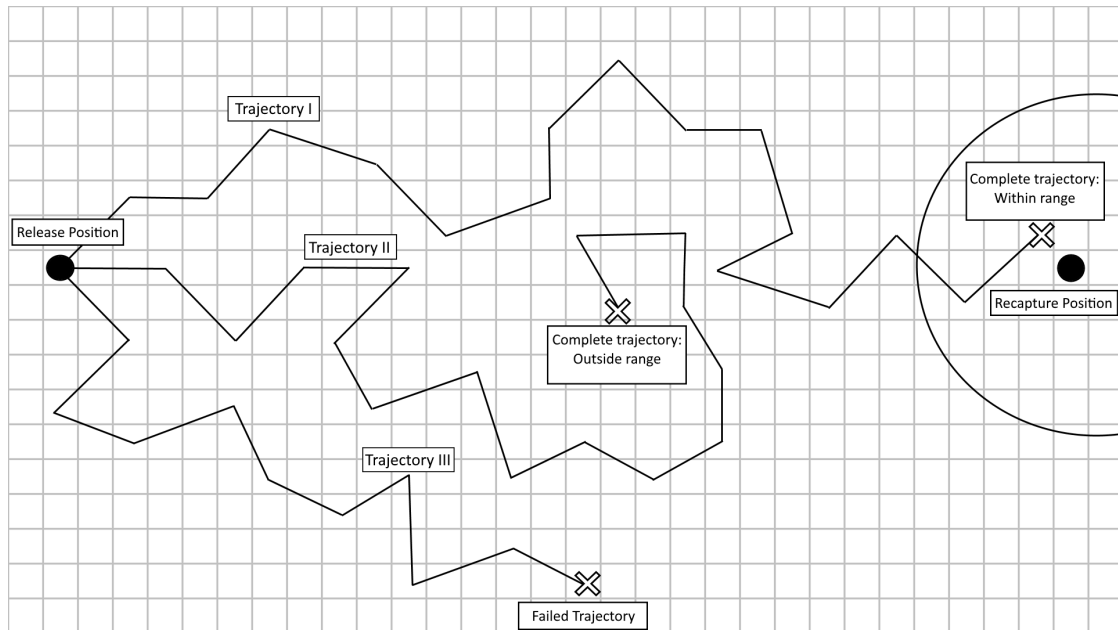 Trajectory I
Complete trajectory:
Within range
Release Position
Trajectory II
Recapture Position
Complete trajectory:
Outside range
Trajectory III
Failed Trajectory